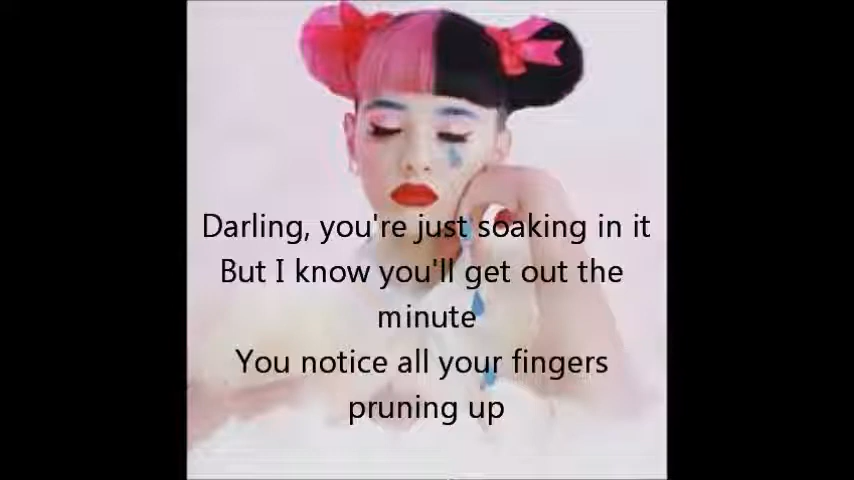 Darling, you're just soaking in it
But I know you'll get out the
minute
You notice all your fingers
pruning up